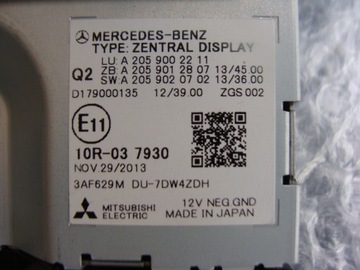 MERCEDES-BENZ
TYPE: ZENTRAL DISPLAY
LU A 205 900 22 11
Q2 ZB A 205 901 28 07 13/45 00
SW A 205 902 07 02 13/36 00
D179000135 12/39.00 ZGS 002
E11
10R-03 7930
NOV.29/2013
3AF629M DU-7DW4ZDH
MITSUBISHI ELECTRIC 12V NEG GND
MADE IN JAPAN